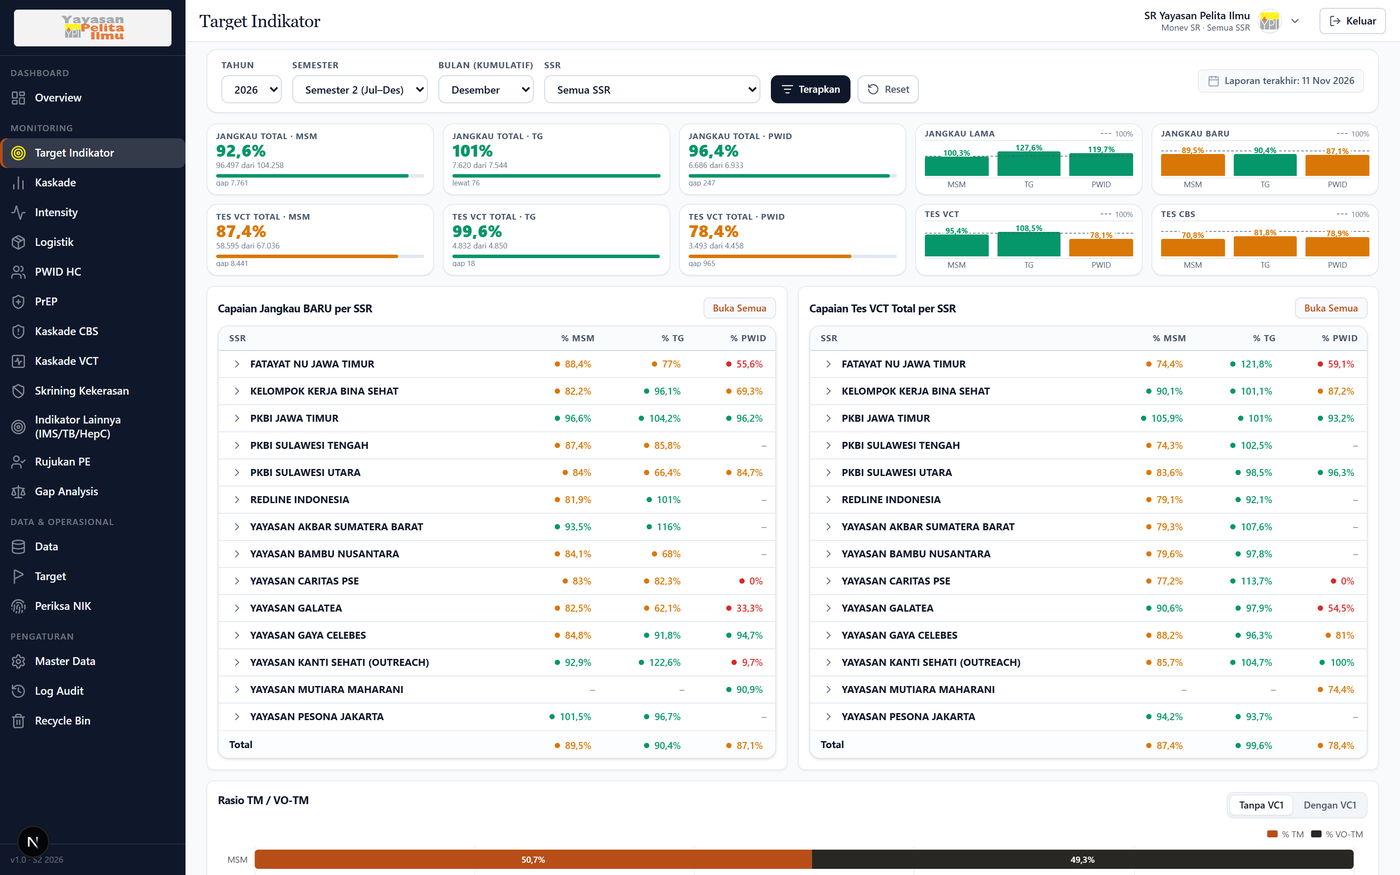 Yayasan
Pelita
Ilmu
Target Indikator
SR Yayasan Pelita Ilmu
Monev SR · Semua SSR
Keluar
DASHBOARD
Overview
MONITORING
Target Indikator
Kaskade
Intensity
Logistik
PWID HC
PrEP
Kaskade CBS
Kaskade VCT
Skrining Kekerasan
Indikator Lainnya
(IMS/TB/HepC)
Rujukan PE
Gap Analysis
DATA & OPERASIONAL
Data
Target
Periksa NIK
PENGATURAN
Master Data
Log Audit
Recycle Bin
N
v1.0 · S2 2026
TAHUN SEMESTER BULAN (KUMULATIF) SSR
2026 Semester 2 (Jul–Des) Desember Semua SSR Terapkan Reset
Laporan terakhir: 11 Nov 2026
JANGKAU TOTAL · MSM
92,6%
96.497 dari 104.258
gap 7.761
JANGKAU TOTAL · TG
101%
7.620 dari 7.544
lewat 76
JANGKAU TOTAL · PWID
96,4%
6.686 dari 6.933
gap 247
JANGKAU LAMA --- 100%
100,3% 127,6% 119,7%
MSM TG PWID
JANGKAU BARU --- 100%
89,5% 90,4% 87,1%
MSM TG PWID
TES VCT TOTAL · MSM
87,4%
58.595 dari 67.036
gap 8.441
TES VCT TOTAL · TG
99,6%
4.832 dari 4.850
gap 18
TES VCT TOTAL · PWID
78,4%
3.493 dari 4.458
gap 965
TES VCT --- 100%
95,4% 108,5% 78,1%
MSM TG PWID
TES CBS --- 100%
70,8% 81,8% 78,9%
MSM TG PWID
Capaian Jangkau BARU per SSR Buka Semua
SSR % MSM % TG % PWID
FATAYAT NU JAWA TIMUR 88,4% 77% 55,6%
KELOMPOK KERJA BINA SEHAT 82,2% 96,1% 69,3%
PKBI JAWA TIMUR 96,6% 104,2% 96,2%
PKBI SULAWESI TENGAH 87,4% 85,8% –
PKBI SULAWESI UTARA 84% 66,4% 84,7%
REDLINE INDONESIA 81,9% 101% –
YAYASAN AKBAR SUMATERA BARAT 93,5% 116% –
YAYASAN BAMBU NUSANTARA 84,1% 68% –
YAYASAN CARITAS PSE 83% 82,3% 0%
YAYASAN GALATEA 82,5% 62,1% 33,3%
YAYASAN GAYA CELEBES 84,8% 91,8% 94,7%
YAYASAN KANTI SEHATI (OUTREACH) 92,9% 122,6% 9,7%
YAYASAN MUTIARA MAHARANI – – 90,9%
YAYASAN PESONA JAKARTA 101,5% 96,7% –
Total 89,5% 90,4% 87,1%
Capaian Tes VCT Total per SSR Buka Semua
SSR % MSM % TG % PWID
FATAYAT NU JAWA TIMUR 74,4% 121,8% 59,1%
KELOMPOK KERJA BINA SEHAT 90,1% 101,1% 87,2%
PKBI JAWA TIMUR 105,9% 101% 93,2%
PKBI SULAWESI TENGAH 74,3% 102,5% –
PKBI SULAWESI UTARA 83,6% 98,5% 96,3%
REDLINE INDONESIA 79,1% 92,1% –
YAYASAN AKBAR SUMATERA BARAT 79,3% 107,6% –
YAYASAN BAMBU NUSANTARA 79,6% 97,8% –
YAYASAN CARITAS PSE 77,2% 113,7% 0%
YAYASAN GALATEA 90,6% 97,9% 54,5%
YAYASAN GAYA CELEBES 88,2% 96,3% 81%
YAYASAN KANTI SEHATI (OUTREACH) 85,7% 104,7% 100%
YAYASAN MUTIARA MAHARANI – – 74,4%
YAYASAN PESONA JAKARTA 94,2% 93,7% –
Total 87,4% 99,6% 78,4%
Rasio TM / VO-TM Tanpa VC1 Dengan VC1
% TM % VO-TM
MSM 50,7% 49,3%